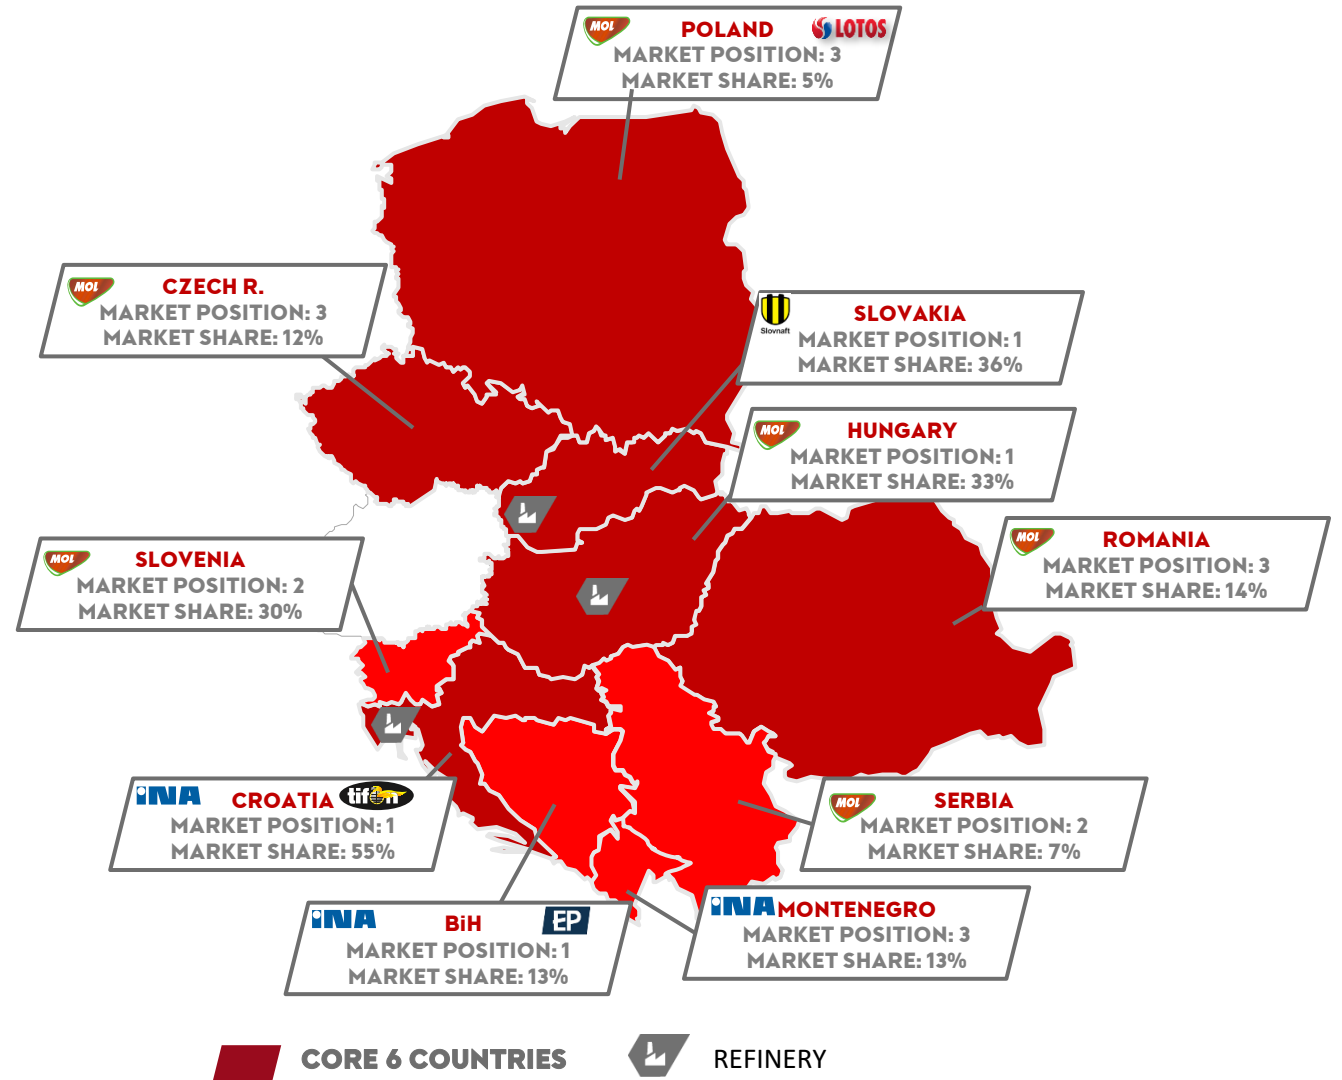 MOL POLAND LOTOS
MARKET POSITION: 3
MARKET SHARE: 5%
MOL CZECH R.
MARKET POSITION: 3
MARKET SHARE: 12%
Slovnaft SLOVAKIA
MARKET POSITION: 1
MARKET SHARE: 36%
MOL HUNGARY
MARKET POSITION: 1
MARKET SHARE: 33%
MOL ROMANIA
MARKET POSITION: 3
MARKET SHARE: 14%
MOL SLOVENIA
MARKET POSITION: 2
MARKET SHARE: 30%
INA CROATIA tifon
MARKET POSITION: 1
MARKET SHARE: 55%
MOL SERBIA
MARKET POSITION: 2
MARKET SHARE: 7%
INA BiH EP
MARKET POSITION: 1
MARKET SHARE: 13%
INA MONTENEGRO
MARKET POSITION: 3
MARKET SHARE: 13%
CORE 6 COUNTRIES
REFINERY